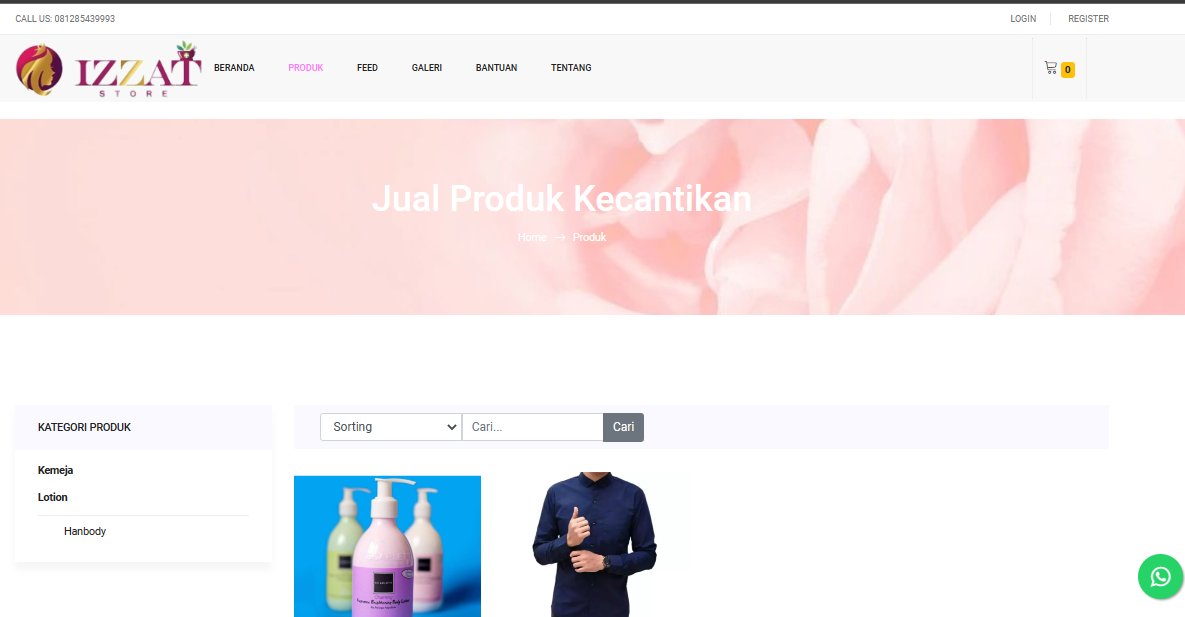 CALL US: 081285439993
LOGIN
REGISTER
IZZAT
STORE
BERANDA
PRODUK
FEED
GALERI
BANTUAN
TENTANG
0
Jual Produk Kecantikan
Home → Produk
KATEGORI PRODUK
Kemeja
Lotion
Hanbody
Sorting
Cari...
Cari
SCARLETT